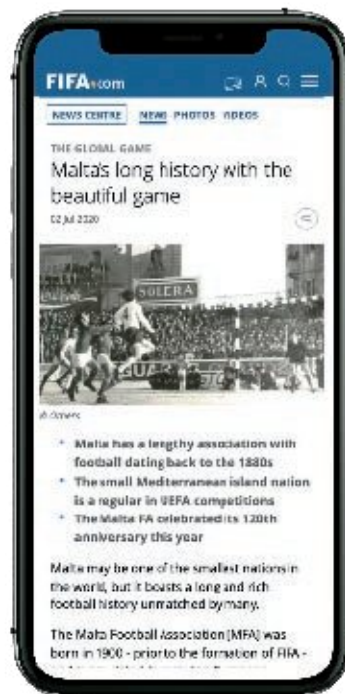 FIFA.com
NEWS CENTRE NEWS PHOTOS VIDEOS
THE GLOBAL GAME
Malta's long history with the
beautiful game
02 Jul 2020
SOLERA
© Others
Malta has a lengthy association with
football dating back to the 1880s
The small Mediterranean island nation
is a regular in UEFA competitions
The Malta FA celebrated its 120th
anniversary this year
Malta may be one of the smallest nations in
the world, but it boasts a long and rich
football history unmatched by many.
The Malta Football Association [MFA] was
born in 1900 - prior to the formation of FIFA -